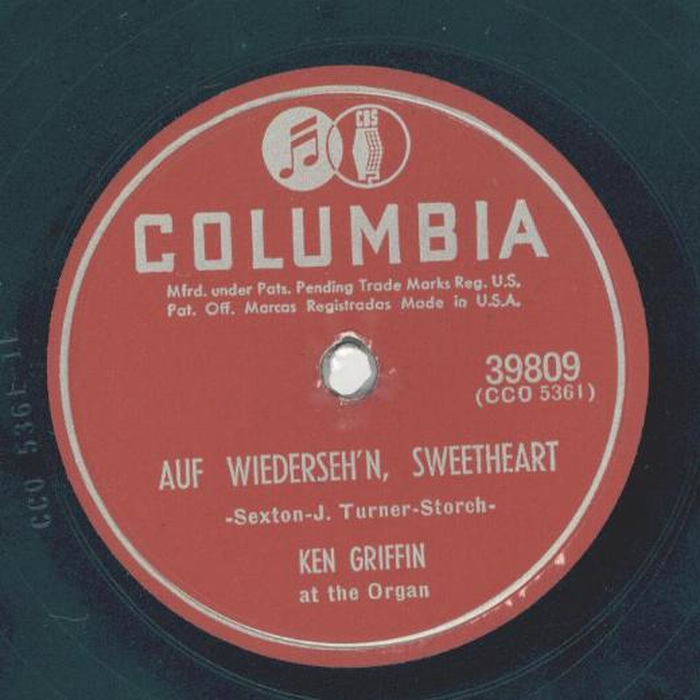 CBS
COLUMBIA
Mfrd. under Pats. Pending Trade Marks Reg. U.S.
Pat. Off. Marcas Registradas Made in U.S.A.
39809
(CCO 5361)
AUF WIEDERSEH'N, SWEETHEART
-Sexton-J. Turner-Storch-
KEN GRIFFIN
at the Organ
CCO 5361-